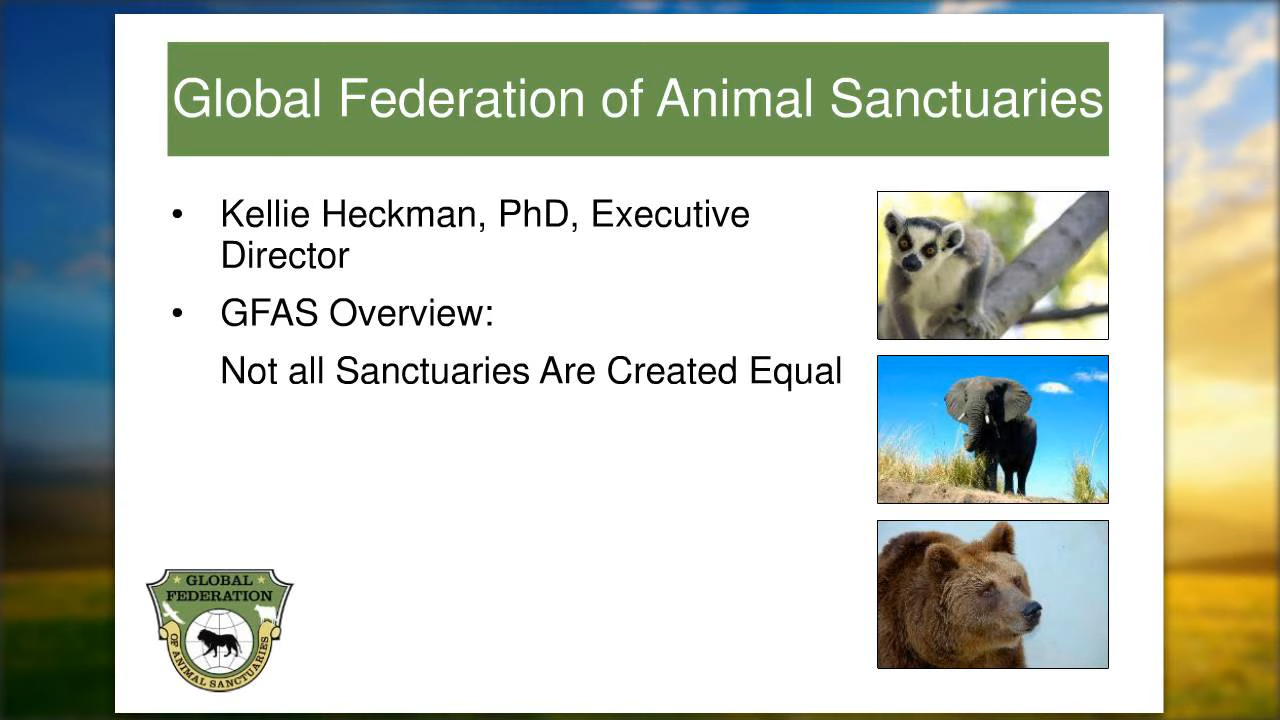 Global Federation of Animal Sanctuaries
• Kellie Heckman, PhD, Executive
Director
• GFAS Overview:
Not all Sanctuaries Are Created Equal
GLOBAL
FEDERATION
OF ANIMAL SANCTUARIES